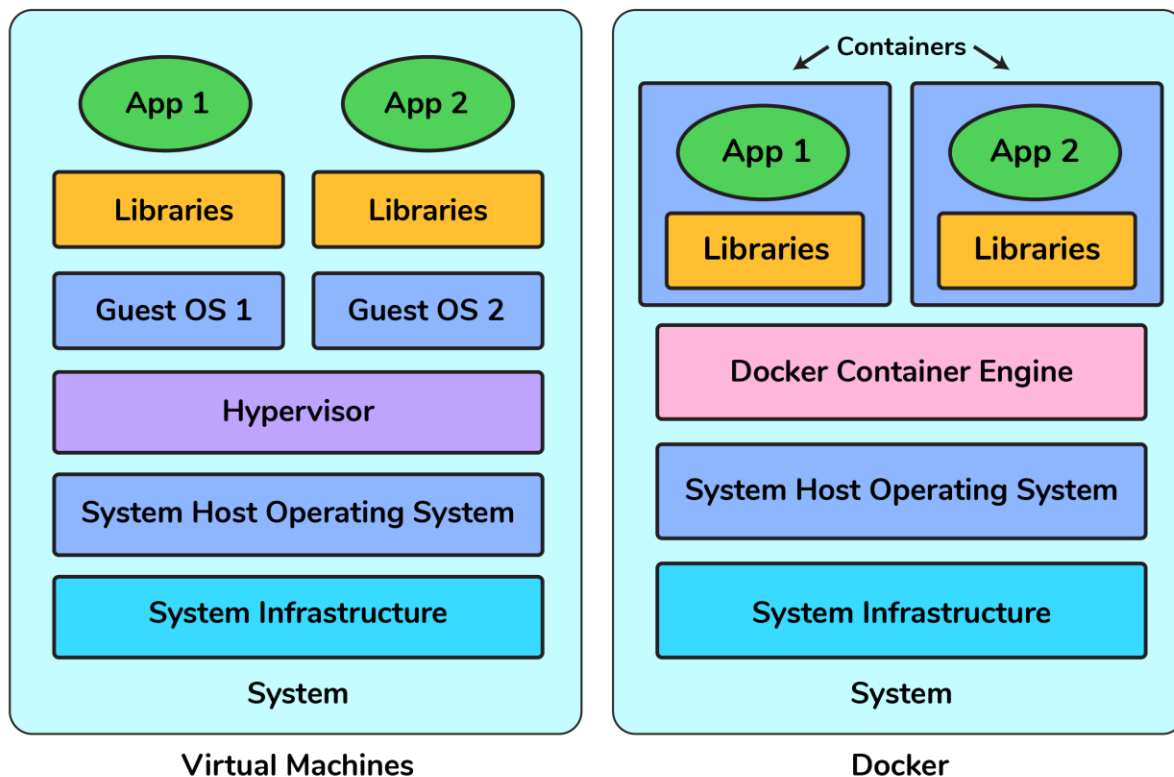 App 1
App 2
Libraries
Libraries
Guest OS 1
Guest OS 2
Hypervisor
System Host Operating System
System Infrastructure
System
Virtual Machines
Containers
App 1
App 2
Libraries
Libraries
Docker Container Engine
System Host Operating System
System Infrastructure
System
Docker